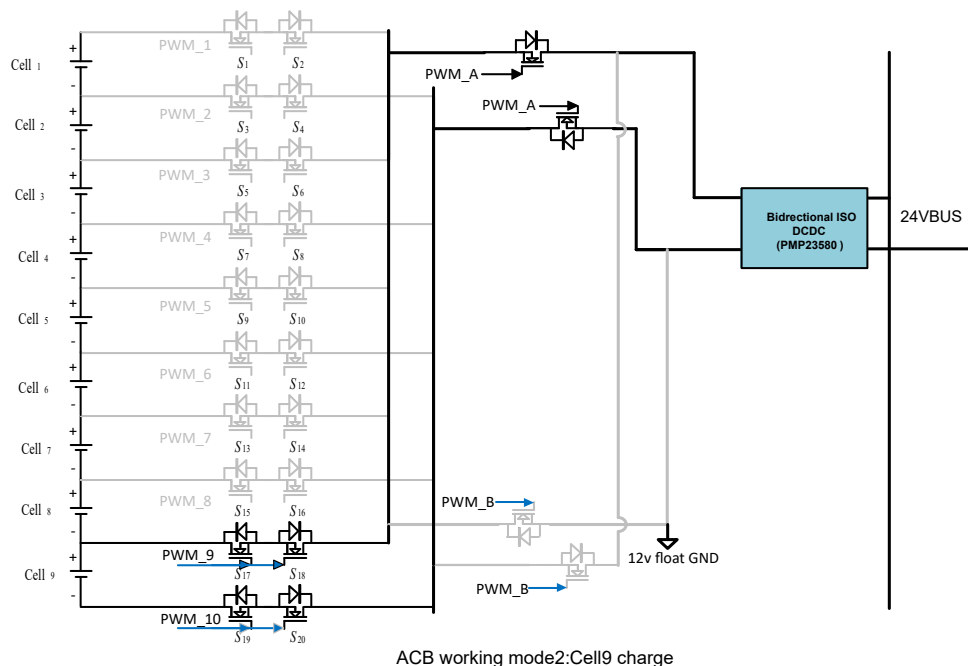 PWM_1
S1 S2
Cell 1
+
-
PWM_2
S3 S4
Cell 2
+
-
PWM_3
S5 S6
Cell 3
+
-
PWM_4
S7 S8
Cell 4
+
-
PWM_5
S9 S10
Cell 5
+
-
PWM_6
S11 S12
Cell 6
+
-
PWM_7
S13 S14
Cell 7
+
-
PWM_8
S15 S16
Cell 8
+
-
PWM_9
S17 S18
Cell 9
+
-
PWM_10
S19 S20
PWM_A
PWM_A
PWM_B
PWM_B
12v float GND
Bidrectional ISO
DCDC
(PMP23580 )
24VBUS
ACB working mode2:Cell9 charge